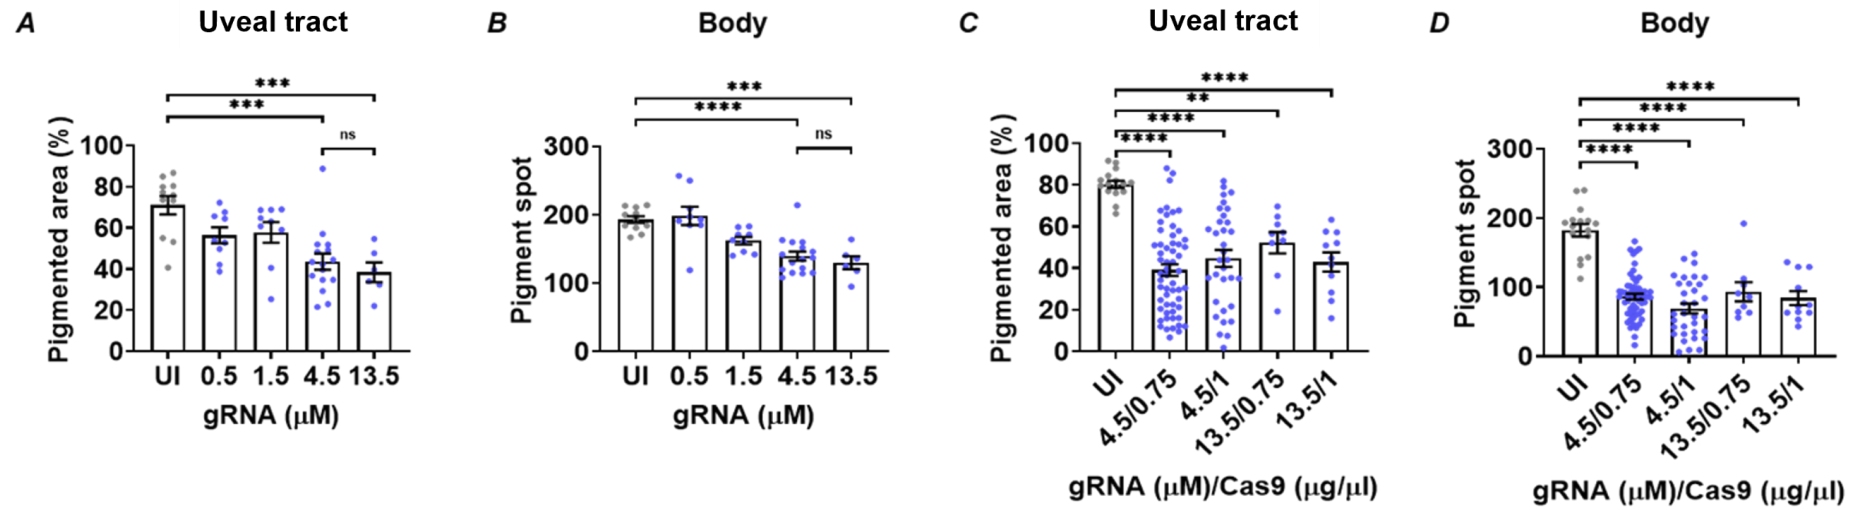 A Uveal tract
***
***
ns
Pigmented area (%)
100
80
60
40
20
0
UI 0.5 1.5 4.5 13.5
gRNA (μM)
B Body
***
****
ns
Pigment spot
300
200
100
0
UI 0.5 1.5 4.5 13.5
gRNA (μM)
C Uveal tract
****
**
****
****
Pigmented area (%)
100
80
60
40
20
0
UI 4.5/0.75 4.5/1 13.5/0.75 13.5/1
gRNA (μM)/Cas9 (μg/μl)
D Body
****
****
****
****
Pigment spot
300
200
100
0
UI 4.5/0.75 4.5/1 13.5/0.75 13.5/1
gRNA (μM)/Cas9 (μg/μl)